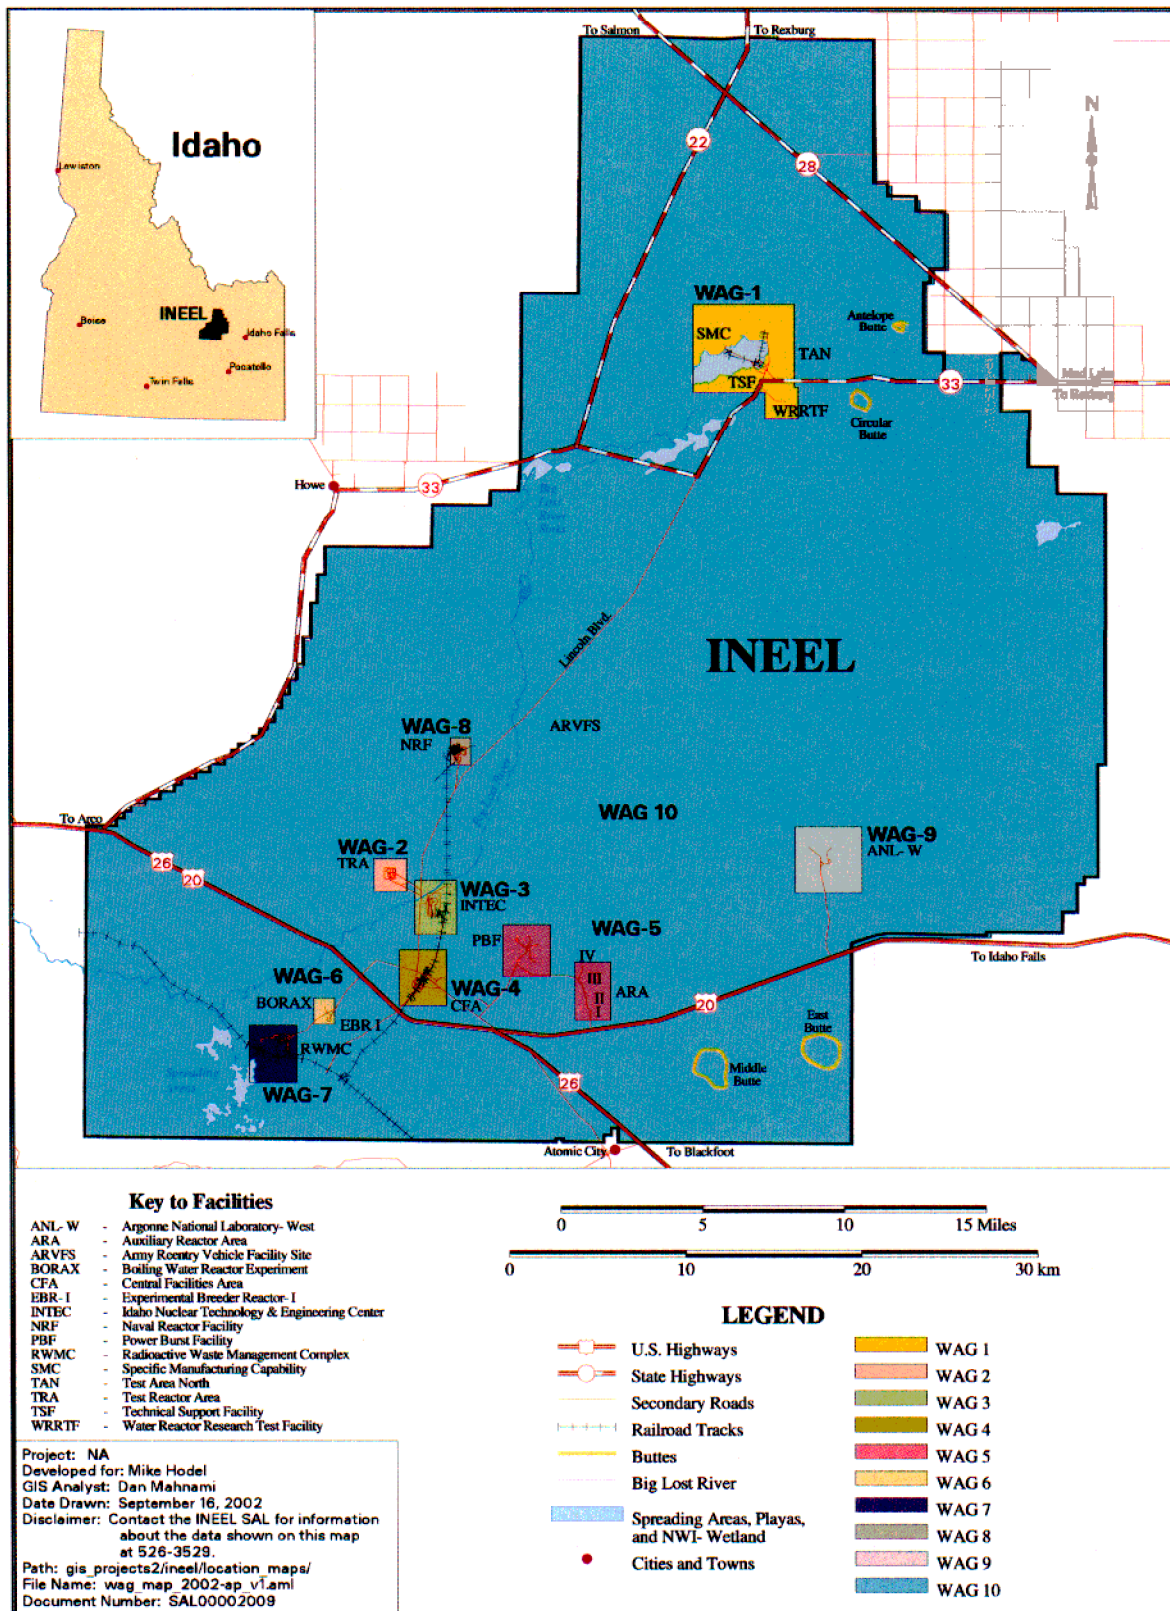 To Salmon
To Rexburg
Idaho
Lewiston
Boise
INEEL
Idaho Falls
Pocatello
Twin Falls
N
22
28
WAG-1
SMC
TAN
TSF
WRRTF
Antelope
Butte
33
Mud Lake
To Rexburg
Circular
Butte
Howe
33
Lincoln Blvd.
INEEL
WAG-8
NRF
ARVFS
Big Lost River
WAG 10
To Arco
26
20
WAG-2
TRA
WAG-3
INTEC
WAG-9
ANL- W
PBF
WAG-5
IV
III
II
I
ARA
To Idaho Falls
WAG-6
BORAX
WAG-4
CFA
EBR I
20
East
Butte
RWMC
Spreading
Areas
WAG-7
Middle
Butte
26
Atomic City
To Blackfoot
Key to Facilities
ANL- W - Argonne National Laboratory- West
ARA - Auxiliary Reactor Area
ARVFS - Army Reentry Vehicle Facility Site
BORAX - Boiling Water Reactor Experiment
CFA - Central Facilities Area
EBR- I - Experimental Breeder Reactor- I
INTEC - Idaho Nuclear Technology & Engineering Center
NRF - Naval Reactor Facility
PBF - Power Burst Facility
RWMC - Radioactive Waste Management Complex
SMC - Specific Manufacturing Capability
TAN - Test Area North
TRA - Test Reactor Area
TSF - Technical Support Facility
WRRTF - Water Reactor Research Test Facility
0 5 10 15 Miles
0 10 20 30 km
LEGEND
U.S. Highways
State Highways
Secondary Roads
Railroad Tracks
Buttes
Big Lost River
Spreading Areas, Playas,
and NWI- Wetland
Cities and Towns
WAG 1
WAG 2
WAG 3
WAG 4
WAG 5
WAG 6
WAG 7
WAG 8
WAG 9
WAG 10
Project: NA
Developed for: Mike Hodel
GIS Analyst: Dan Mahnami
Date Drawn: September 16, 2002
Disclaimer: Contact the INEEL SAL for information
about the data shown on this map
at 526-3529.
Path: gis_projects2/ineel/location_maps/
File Name: wag_map_2002-ap_v1.aml
Document Number: SAL00002009